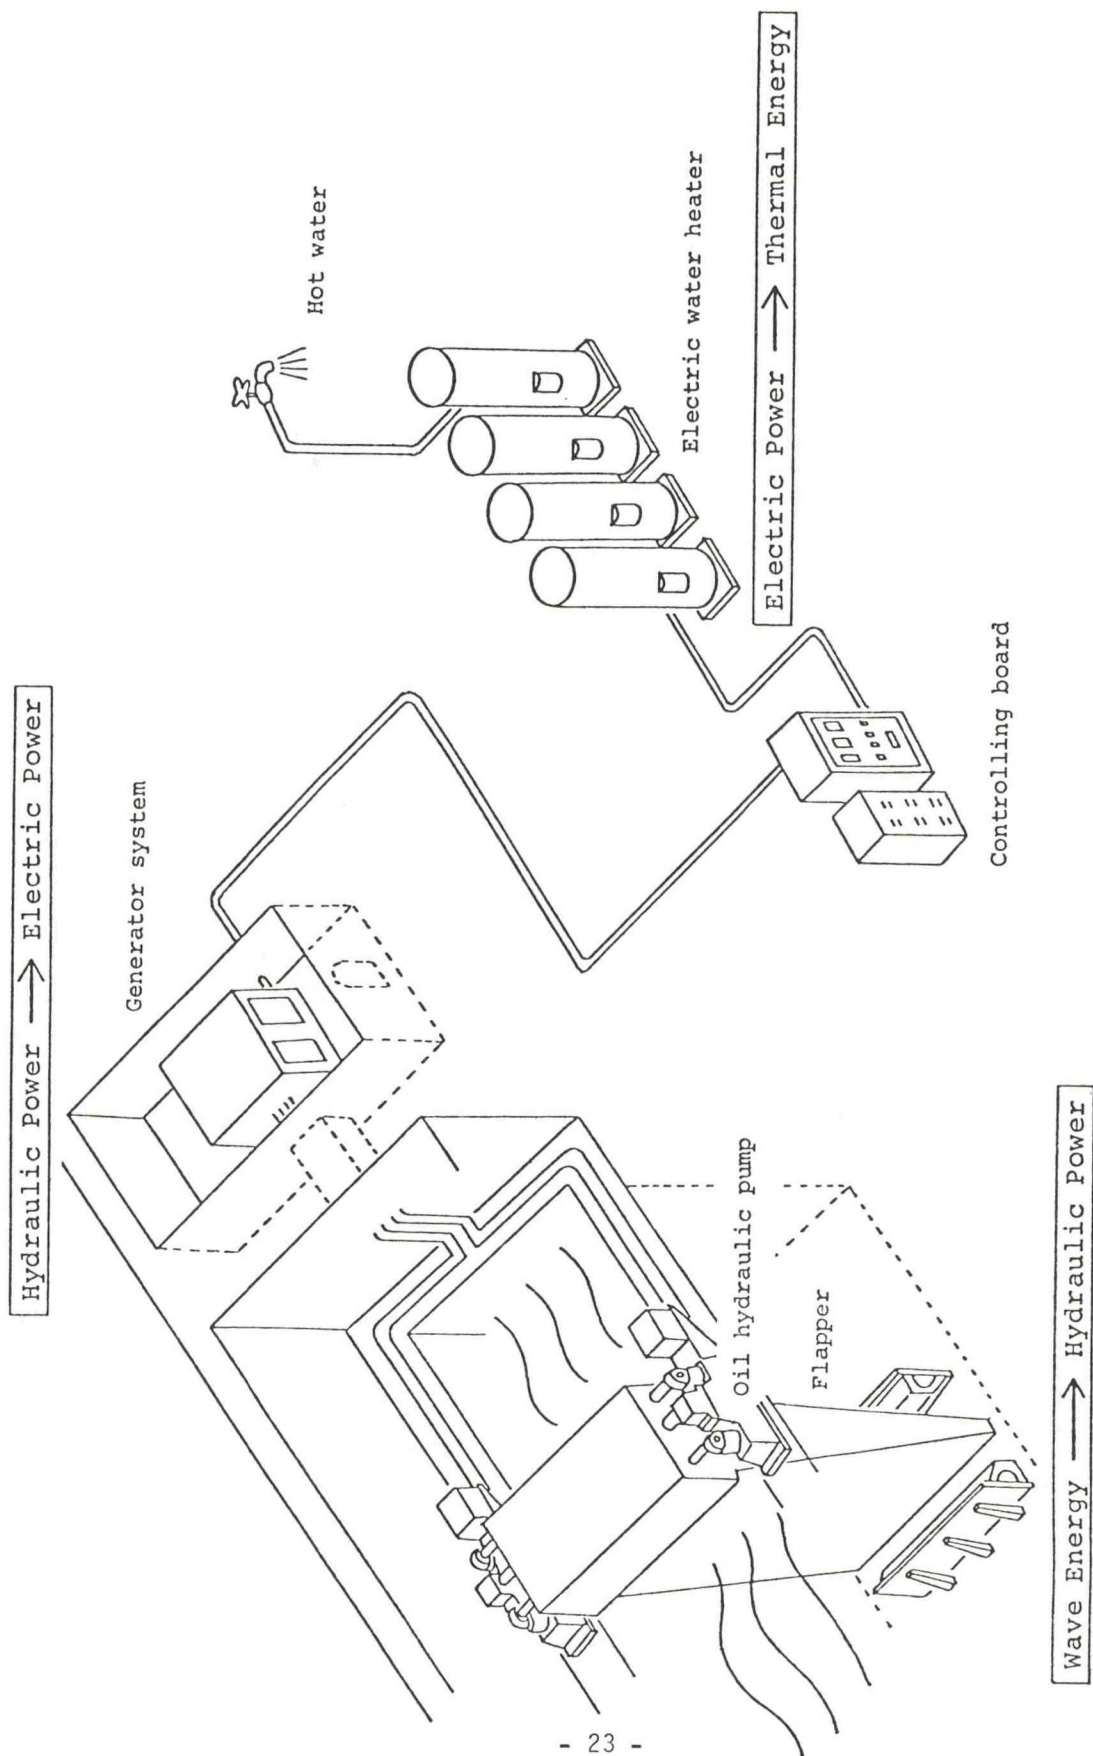 Hydraulic Power → Electric Power
Generator system
Hot water
Electric water heater
Electric Power → Thermal Energy
Controlling board
Oil hydraulic pump
Flapper
Wave Energy → Hydraulic Power
- 23 -